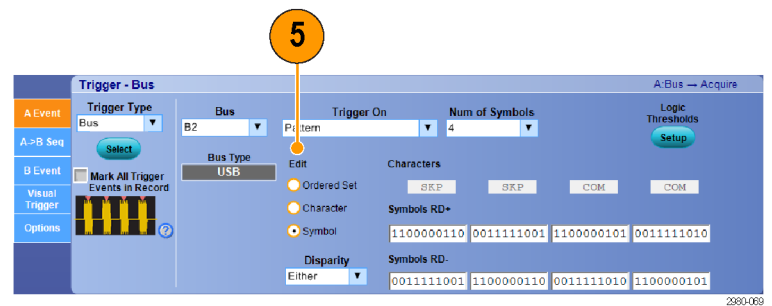 5
Trigger - Bus
A:Bus → Acquire
A Event
A->B Seq
B Event
Visual
Trigger
Options
Trigger Type
Bus
Select
Mark All Trigger
Events in Record
Bus
B2
Bus Type
USB
Trigger On
Pattern
Num of Symbols
4
Logic
Thresholds
Setup
Edit
Ordered Set
Character
Symbol
Disparity
Either
Characters
SKP SKP COM COM
Symbols RD+
1100000110 0011111001 1100000101 0011111010
Symbols RD-
0011111001 1100000110 0011111010 1100000101
2980-069